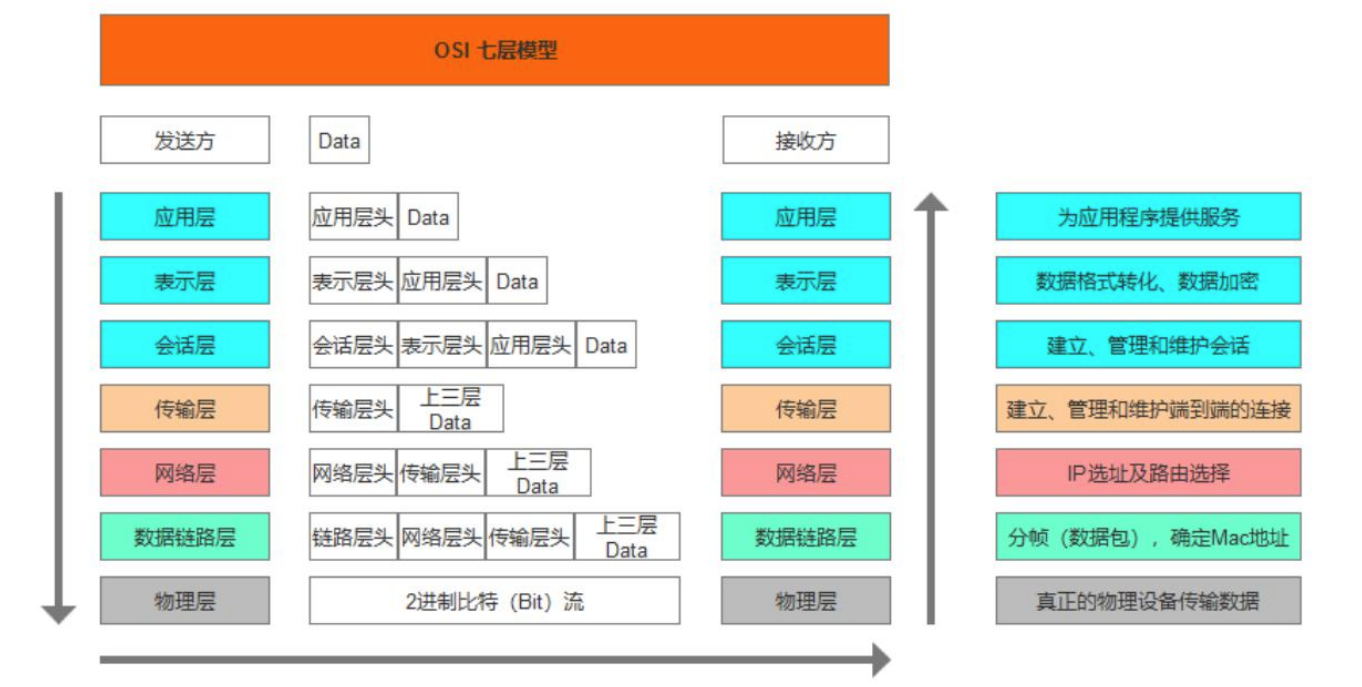 OSI 七层模型
发送方 Data 接收方
应用层 应用层头 Data 应用层 为应用程序提供服务
表示层 表示层头 应用层头 Data 表示层 数据格式转化、数据加密
会话层 会话层头 表示层头 应用层头 Data 会话层 建立、管理和维护会话
传输层 传输层头 上三层 Data 传输层 建立、管理和维护端到端的连接
网络层 网络层头 传输层头 上三层 Data 网络层 IP选址及路由选择
数据链路层 链路层头 网络层头 传输层头 上三层 Data 数据链路层 分帧（数据包），确定Mac地址
物理层 2进制比特（Bit）流 物理层 真正的物理设备传输数据